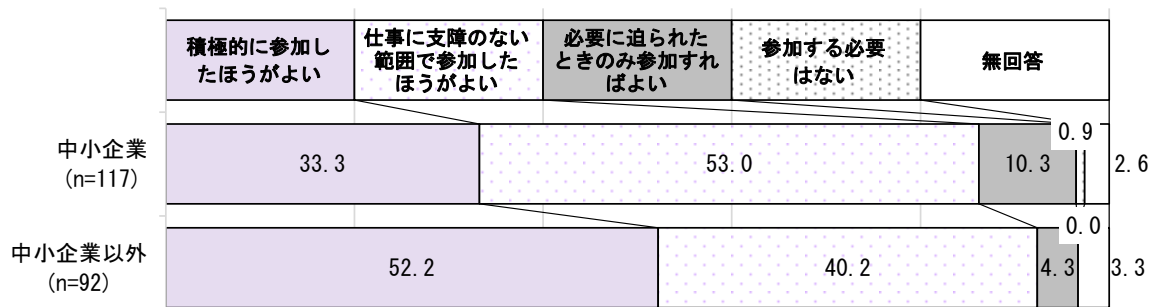 積極的に参加し
たほうがよい
仕事に支障のない
範囲で参加した
ほうがよい
必要に迫られた
ときのみ参加すれ
ばよい
参加する必要
はない
無回答
中小企業
(n=117)
33.3
53.0
10.3
0.9
2.6
中小企業以外
(n=92)
52.2
40.2
4.3
0.0
3.3